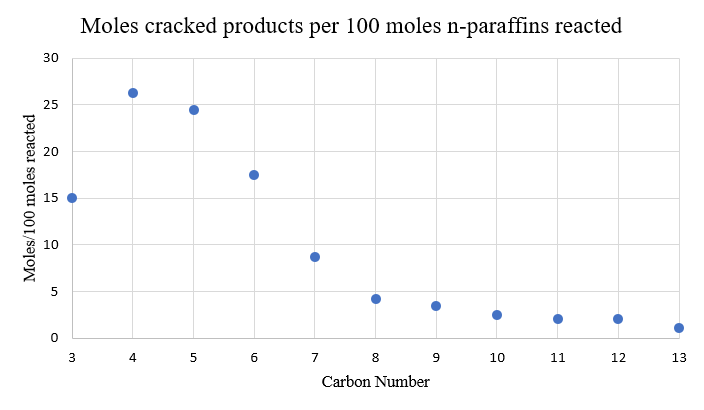 Moles cracked products per 100 moles n-paraffins reacted
Moles/100 moles reacted
30
25
20
15
10
5
0
3 4 5 6 7 8 9 10 11 12 13
Carbon Number